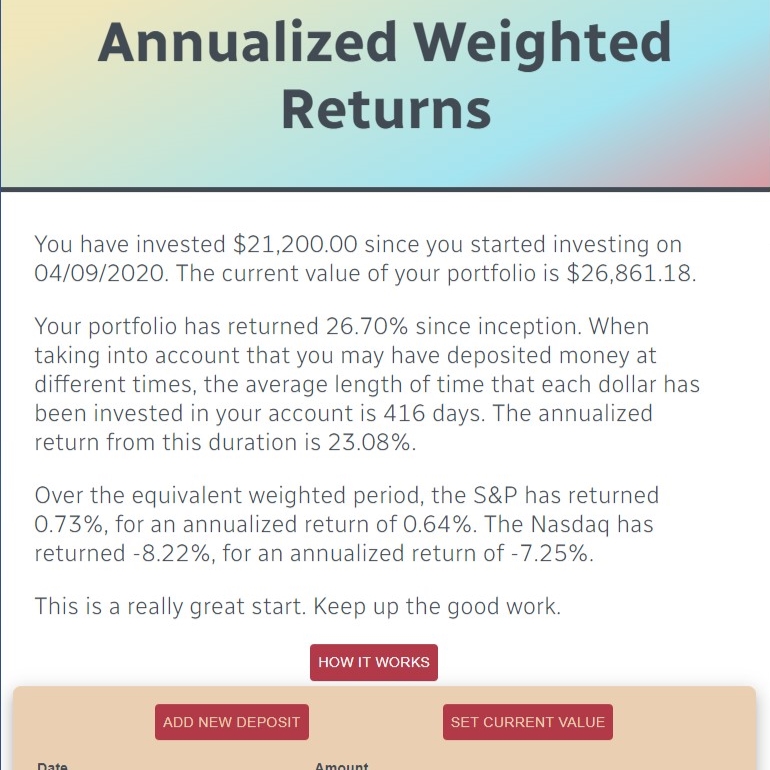 Annualized Weighted
Returns
You have invested $21,200.00 since you started investing on
04/09/2020. The current value of your portfolio is $26,861.18.
Your portfolio has returned 26.70% since inception. When
taking into account that you may have deposited money at
different times, the average length of time that each dollar has
been invested in your account is 416 days. The annualized
return from this duration is 23.08%.
Over the equivalent weighted period, the S&P has returned
0.73%, for an annualized return of 0.64%. The Nasdaq has
returned -8.22%, for an annualized return of -7.25%.
This is a really great start. Keep up the good work.
HOW IT WORKS
ADD NEW DEPOSIT SET CURRENT VALUE
Date Amount